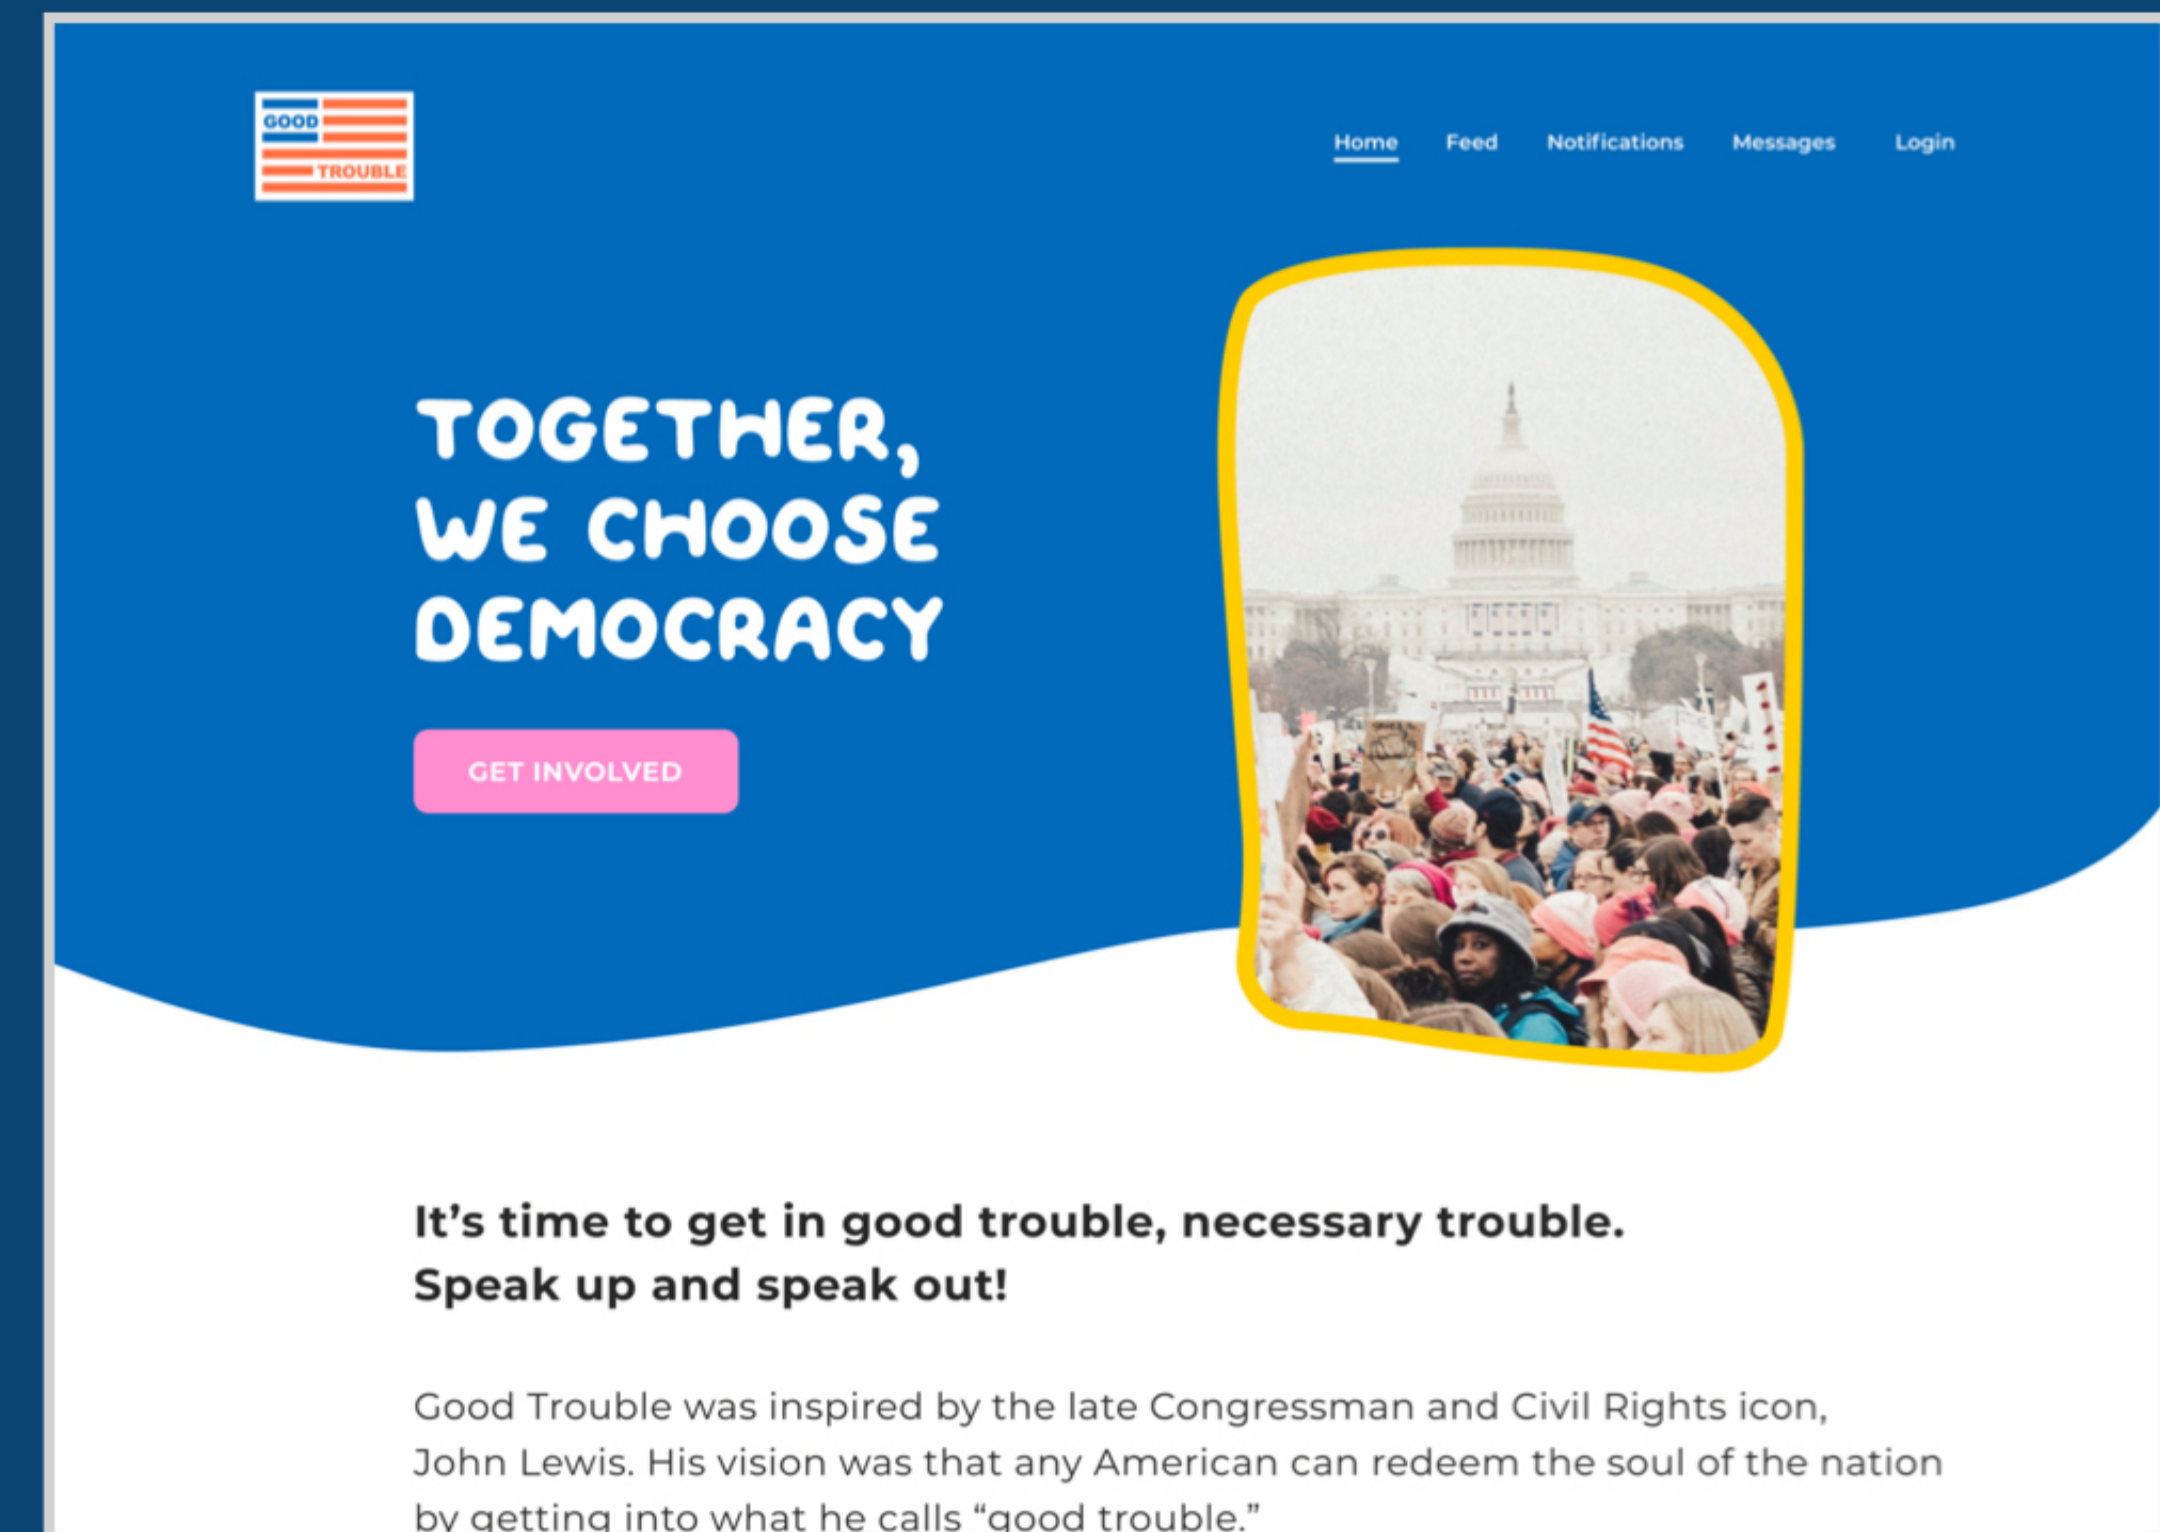 GOOD
TROUBLE
Home Feed Notifications Messages Login
TOGETHER,
WE CHOOSE
DEMOCRACY
GET INVOLVED
It’s time to get in good trouble, necessary trouble.
Speak up and speak out!
Good Trouble was inspired by the late Congressman and Civil Rights icon,
John Lewis. His vision was that any American can redeem the soul of the nation
by getting into what he calls “good trouble.”